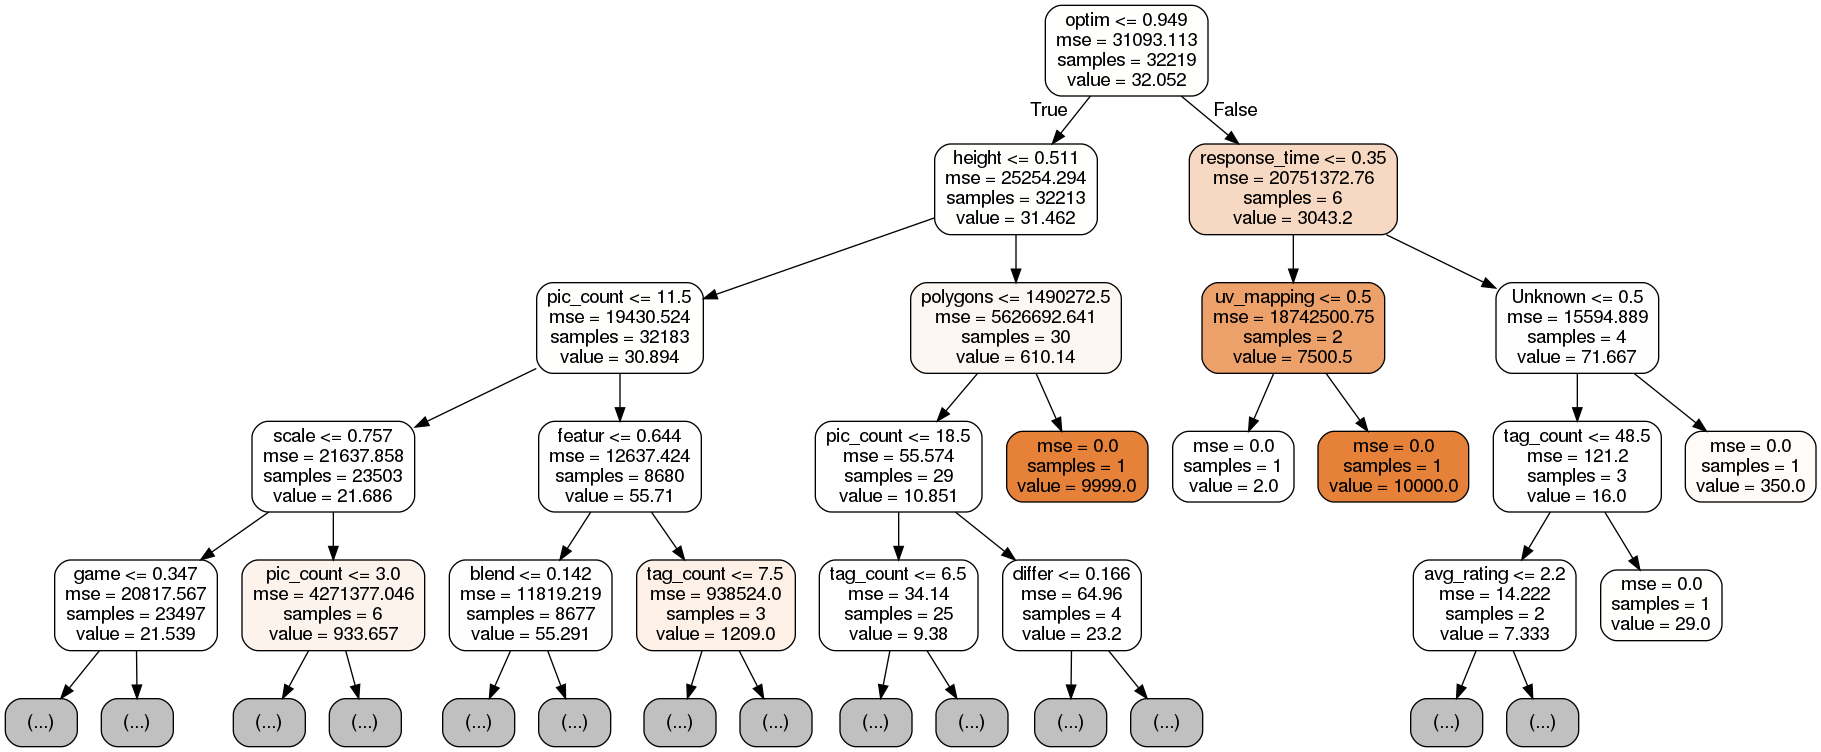 optim <= 0.949
mse = 31093.113
samples = 32219
value = 32.052
True
False
height <= 0.511
mse = 25254.294
samples = 32213
value = 31.462
response_time <= 0.35
mse = 20751372.76
samples = 6
value = 3043.2
pic_count <= 11.5
mse = 19430.524
samples = 32183
value = 30.894
polygons <= 1490272.5
mse = 5626692.641
samples = 30
value = 610.14
uv_mapping <= 0.5
mse = 18742500.75
samples = 2
value = 7500.5
Unknown <= 0.5
mse = 15594.889
samples = 4
value = 71.667
scale <= 0.757
mse = 21637.858
samples = 23503
value = 21.686
featur <= 0.644
mse = 12637.424
samples = 8680
value = 55.71
pic_count <= 18.5
mse = 55.574
samples = 29
value = 10.851
mse = 0.0
samples = 1
value = 9999.0
mse = 0.0
samples = 1
value = 2.0
mse = 0.0
samples = 1
value = 10000.0
tag_count <= 48.5
mse = 121.2
samples = 3
value = 16.0
mse = 0.0
samples = 1
value = 350.0
game <= 0.347
mse = 20817.567
samples = 23497
value = 21.539
pic_count <= 3.0
mse = 4271377.046
samples = 6
value = 933.657
blend <= 0.142
mse = 11819.219
samples = 8677
value = 55.291
tag_count <= 7.5
mse = 938524.0
samples = 3
value = 1209.0
tag_count <= 6.5
mse = 34.14
samples = 25
value = 9.38
differ <= 0.166
mse = 64.96
samples = 4
value = 23.2
avg_rating <= 2.2
mse = 14.222
samples = 2
value = 7.333
mse = 0.0
samples = 1
value = 29.0
(...)
(...)
(...)
(...)
(...)
(...)
(...)
(...)
(...)
(...)
(...)
(...)
(...)
(...)